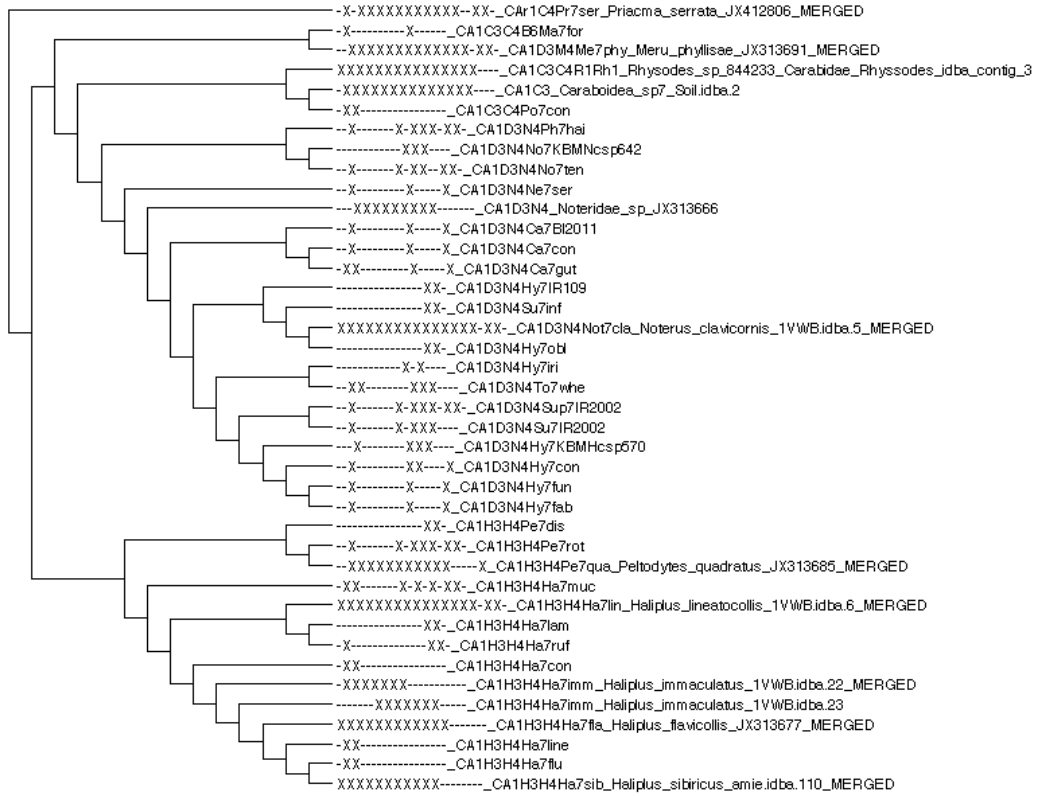 -X-XXXXXXXXXXX--XX-_CAr1C4Pr7ser_Priacma_serrata_JX412806_MERGED
-X----------X------_CA1C3C4B6Ma7for
--XXXXXXXXXXXXX-XX-_CA1D3M4Me7phy_Meru_phyllisae_JX313691_MERGED
XXXXXXXXXXXXXXX----_CA1C3C4R1Rh1_Rhysodes_sp_844233_Carabidae_Rhyssodes_idba_contig_3
-XXXXXXXXXXXXXX----_CA1C3_Caraboidea_sp7_Soil.idba.2
-XX----------------_CA1C3C4Po7con
--X-------X-XXX-XX-_CA1D3N4Ph7hai
------------XXX----_CA1D3N4No7KBMNcsp642
--X-------X-XX--XX-_CA1D3N4No7ten
--X---------X-----X_CA1D3N4Ne7ser
---XXXXXXXXX-------_CA1D3N4_Noteridae_sp_JX313666
--X---------X-----X_CA1D3N4Ca7BI2011
--X---------X-----X_CA1D3N4Ca7con
-XX---------X-----X_CA1D3N4Ca7gut
----------------XX-_CA1D3N4Hy7IR109
----------------XX-_CA1D3N4Su7inf
XXXXXXXXXXXXXXX-XX-_CA1D3N4Not7cla_Noterus_clavicornis_1VWB.idba.5_MERGED
----------------XX-_CA1D3N4Hy7obl
------------X-X----_CA1D3N4Hy7iri
--XX--------XXX----_CA1D3N4To7whe
--X-------X-XXX-XX-_CA1D3N4Sup7IR2002
--X-------X-XXX----_CA1D3N4Su7IR2002
---X--------XXX----_CA1D3N4Hy7KBMHcsp570
--X---------XX----X_CA1D3N4Hy7con
--X---------X-----X_CA1D3N4Hy7fun
--X---------X-----X_CA1D3N4Hy7fab
----------------XX-_CA1H3H4Pe7dis
--X-------X-XXX-XX-_CA1H3H4Pe7rot
--XXXXXXXXXXX-----X_CA1H3H4Pe7qua_Peltodytes_quadratus_JX313685_MERGED
-XX-------X-X-X-XX-_CA1H3H4Ha7muc
XXXXXXXXXXXXXXX-XX-_CA1H3H4Ha7lin_Haliplus_lineatocollis_1VWB.idba.6_MERGED
----------------XX-_CA1H3H4Ha7lam
-X--------------XX-_CA1H3H4Ha7ruf
-XX----------------_CA1H3H4Ha7con
-XXXXXXX-----------_CA1H3H4Ha7imm_Haliplus_immaculatus_1VWB.idba.22_MERGED
-------XXXXXXX-----_CA1H3H4Ha7imm_Haliplus_immaculatus_1VWB.idba.23
XXXXXXXXXXXX-------_CA1H3H4Ha7fla_Haliplus_flavicollis_JX313677_MERGED
-XX----------------_CA1H3H4Ha7line
-XX----------------_CA1H3H4Ha7flu
XXXXXXXXXXX--------_CA1H3H4Ha7sib_Haliplus_sibiricus_amie.idba.110_MERGED